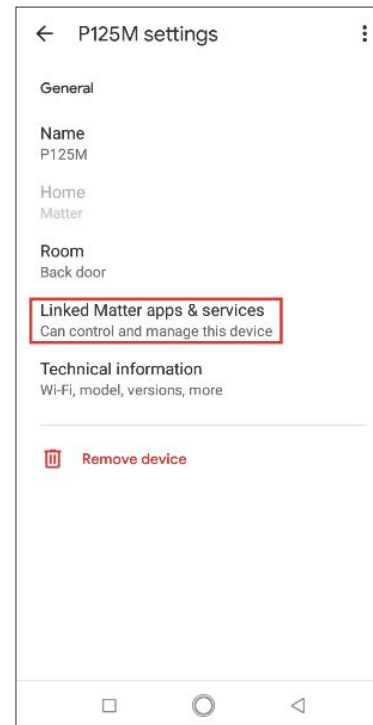 P125M settings
General
Name
P125M
Home
Matter
Room
Back door
Linked Matter apps & services
Can control and manage this device
Technical information
Wi-Fi, model, versions, more
Remove device